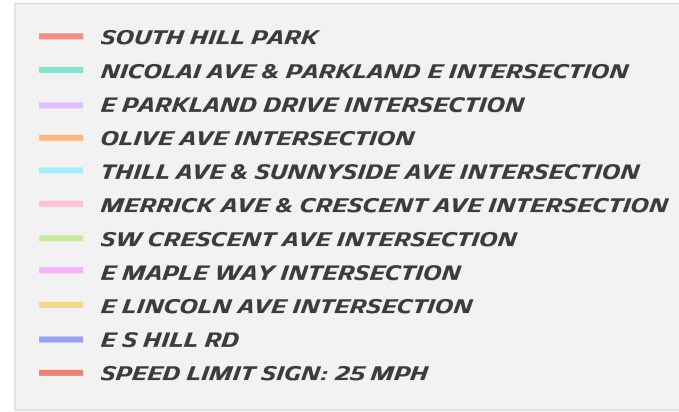 SOUTH HILL PARK
NICOLAI AVE & PARKLAND E INTERSECTION
E PARKLAND DRIVE INTERSECTION
OLIVE AVE INTERSECTION
THILL AVE & SUNNYSIDE AVE INTERSECTION
MERRICK AVE & CRESCENT AVE INTERSECTION
SW CRESCENT AVE INTERSECTION
E MAPLE WAY INTERSECTION
E LINCOLN AVE INTERSECTION
E S HILL RD
SPEED LIMIT SIGN: 25 MPH